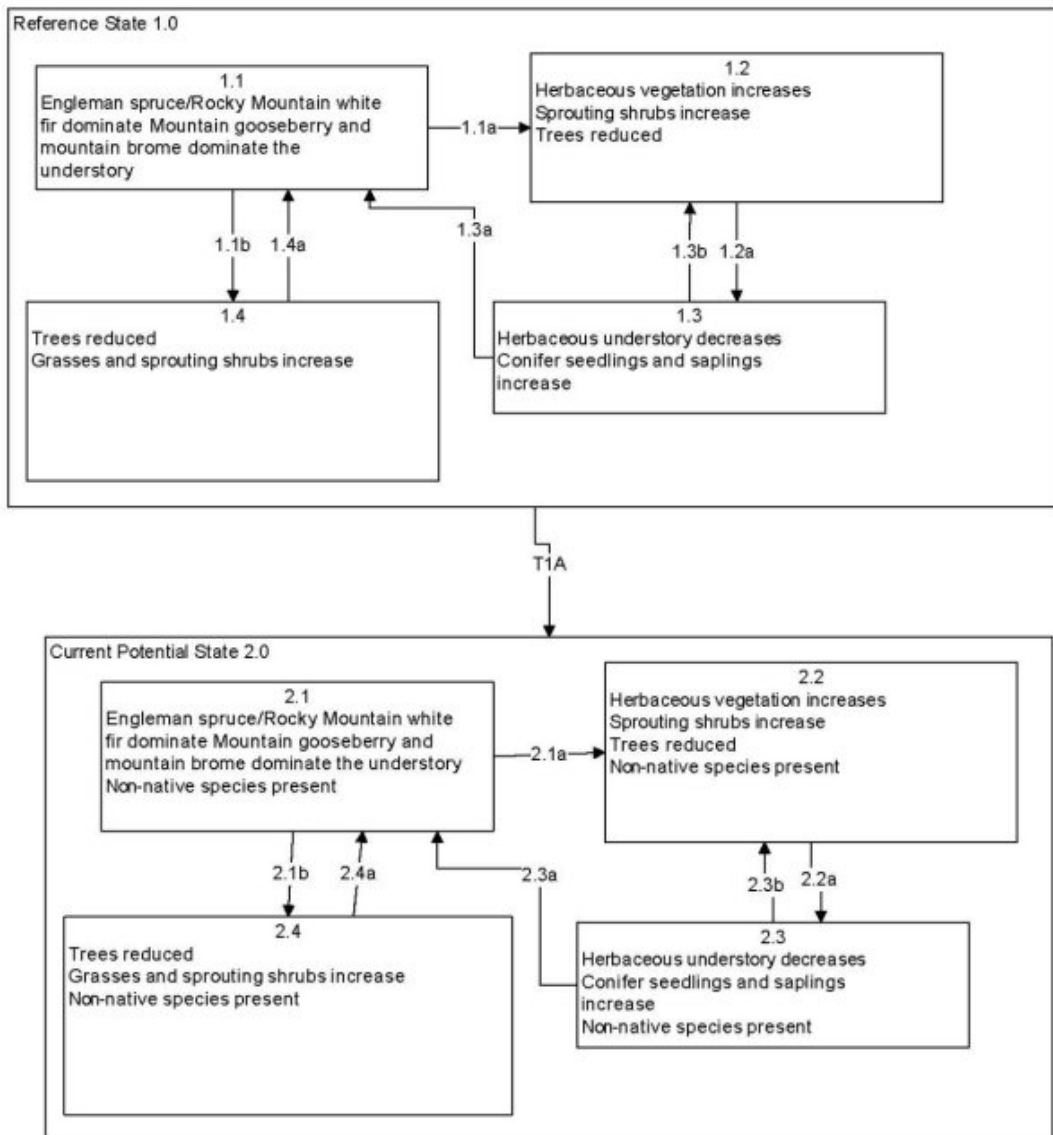 Reference State 1.0
1.1
Engleman spruce/Rocky Mountain white
fir dominate Mountain gooseberry and
mountain brome dominate the
understory
1.1a
1.2
Herbaceous vegetation increases
Sprouting shrubs increase
Trees reduced
1.1b
1.4a
1.3a
1.3b
1.2a
1.4
Trees reduced
Grasses and sprouting shrubs increase
1.3
Herbaceous understory decreases
Conifer seedlings and saplings
increase
T1A
Current Potential State 2.0
2.1
Engleman spruce/Rocky Mountain white
fir dominate Mountain gooseberry and
mountain brome dominate the understory
Non-native species present
2.1a
2.2
Herbaceous vegetation increases
Sprouting shrubs increase
Trees reduced
Non-native species present
2.1b
2.4a
2.3a
2.3b
2.2a
2.4
Trees reduced
Grasses and sprouting shrubs increase
Non-native species present
2.3
Herbaceous understory decreases
Conifer seedlings and saplings
increase
Non-native species present